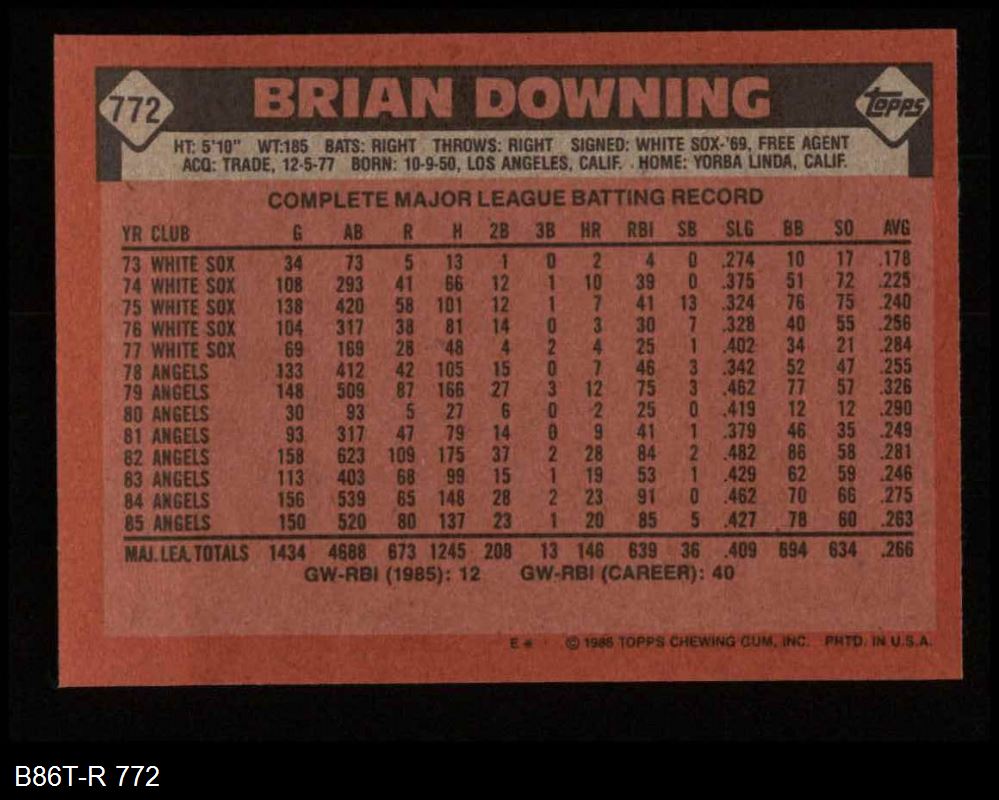 772 BRIAN DOWNING Topps
HT: 5'10" WT:185 BATS: RIGHT THROWS: RIGHT SIGNED: WHITE SOX-'69, FREE AGENT
ACQ: TRADE, 12-5-77 BORN: 10-9-50, LOS ANGELES, CALIF. . HOME: YORBA LINDA, CALIF.
COMPLETE MAJOR LEAGUE BATTING RECORD
YR CLUB G AB R H 2B 3B HR RBI SB SLG BB SO AVG
73 WHITE SOX 34 73 5 13 1 0 2 4 0 .274 10 17 .178
74 WHITE SOX 108 293 41 66 12 1 10 39 0 .375 51 72 .225
75 WHITE SOX 138 420 58 101 12 1 7 41 13 .324 76 75 .240
76 WHITE SOX 104 317 38 81 14 0 3 30 7 .328 40 55 .256
77 WHITE SOX 69 169 28 48 4 2 4 25 1 .402 34 21 .284
78 ANGELS 133 412 42 105 15 0 7 46 3 .342 52 47 .255
79 ANGELS 148 509 87 166 27 3 12 75 3 .462 77 57 .326
80 ANGELS 30 93 5 27 6 0 2 25 0 .419 12 12 .290
81 ANGELS 93 317 47 79 14 0 9 41 1 .379 46 35 .249
82 ANGELS 158 623 109 175 37 2 28 84 2 .482 86 58 .281
83 ANGELS 113 403 68 99 15 1 19 53 1 .429 62 59 .246
84 ANGELS 156 539 65 148 28 2 23 91 0 .462 70 66 .275
85 ANGELS 150 520 80 137 23 1 20 85 5 .427 78 60 .263
MAJ. LEA. TOTALS 1434 4688 673 1245 208 13 146 639 36 .409 694 634 .266
GW-RBI (1985): 12 GW-RBI (CAREER): 40
E* © 1986 TOPPS CHEWING GUM, INC. PRTD. IN U.S.A.
B86T-R 772